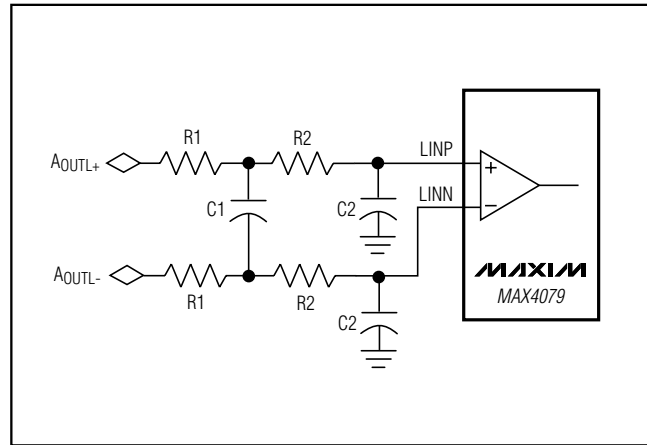 R1
R2
LINP
AOUTL+
+
C1
C2
LINN
−
AOUTL-
R1
R2
C2
MAXIM
MAX4079